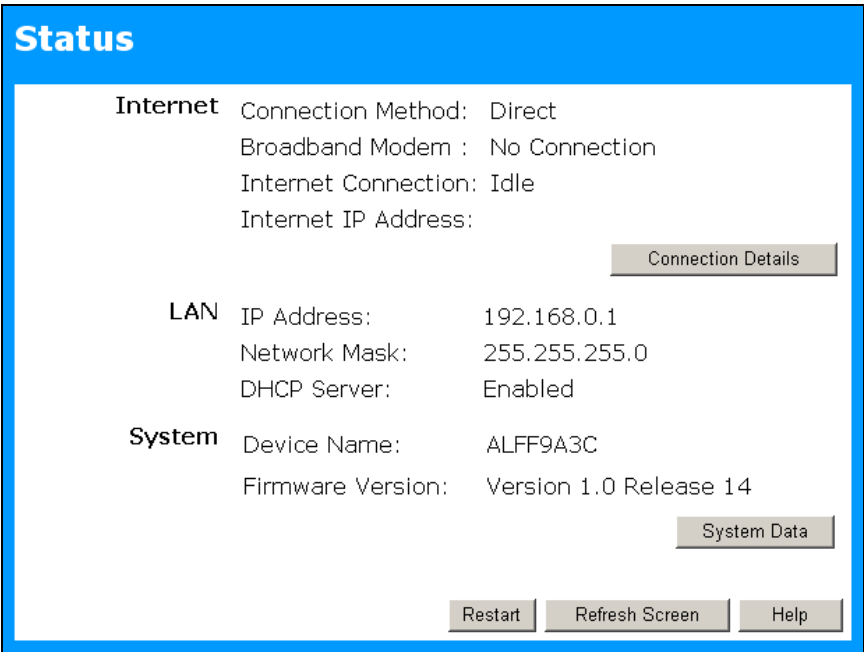 Status
Internet Connection Method: Direct
Broadband Modem : No Connection
Internet Connection: Idle
Internet IP Address:
Connection Details
LAN IP Address: 192.168.0.1
Network Mask: 255.255.255.0
DHCP Server: Enabled
System Device Name: ALFF9A3C
Firmware Version: Version 1.0 Release 14
System Data
Restart Refresh Screen Help